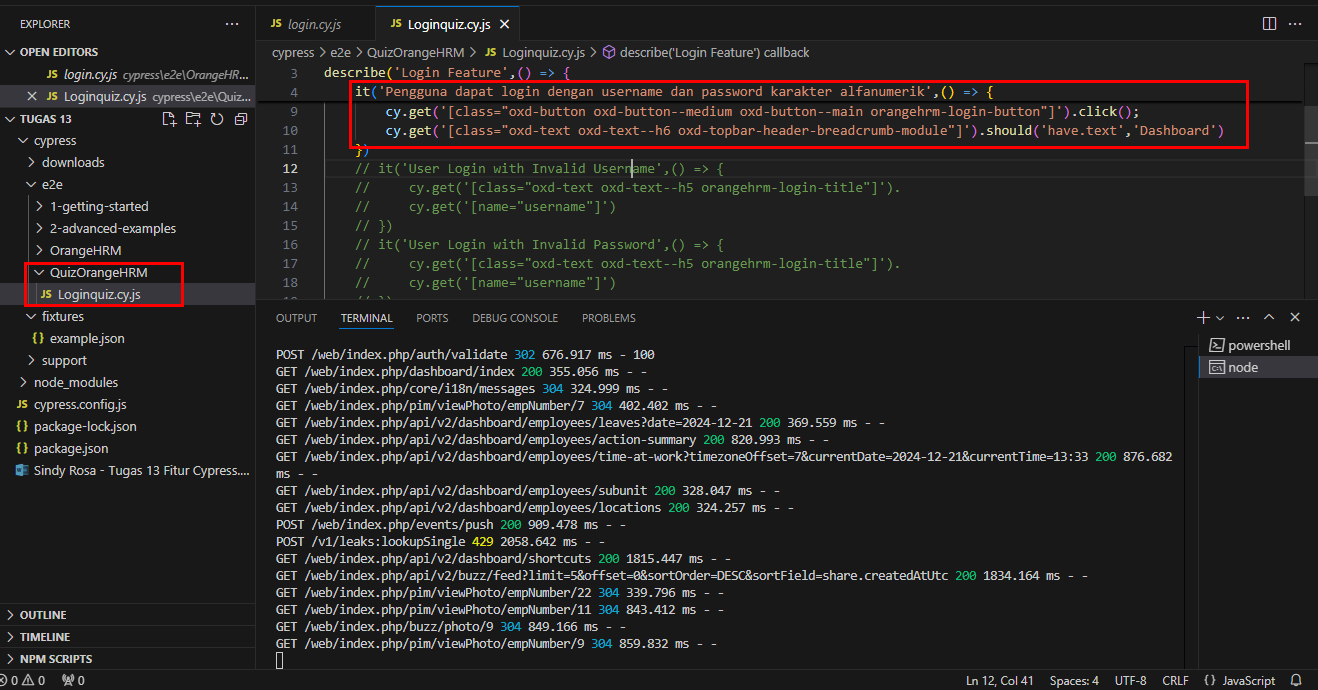 EXPLORER ···
OPEN EDITORS
JS login.cy.js cypress\e2e\OrangeHR...
JS Loginquiz.cy.js cypress\e2e\Quiz...
TUGAS 13
cypress
downloads
e2e
1-getting-started
2-advanced-examples
OrangeHRM
QuizOrangeHRM
JS Loginquiz.cy.js
fixtures
{} example.json
support
node_modules
JS cypress.config.js
{} package-lock.json
{} package.json
Sindy Rosa - Tugas 13 Fitur Cypress....
OUTLINE
TIMELINE
NPM SCRIPTS
JS login.cy.js JS Loginquiz.cy.js
cypress > e2e > QuizOrangeHRM > JS Loginquiz.cy.js > describe('Login Feature') callback
3 describe('Login Feature',() => {
4 it('Pengguna dapat login dengan username dan password karakter alfanumerik',() => {
9 cy.get('[class="oxd-button oxd-button--medium oxd-button--main orangehrm-login-button"]').click();
10 cy.get('[class="oxd-text oxd-text--h6 oxd-topbar-header-breadcrumb-module"]').should('have.text','Dashboard')
11 })
12 // it('User Login with Invalid Username',() => {
13 // cy.get('[class="oxd-text oxd-text--h5 orangehrm-login-title"]').
14 // cy.get('[name="username"]')
15 // })
16 // it('User Login with Invalid Password',() => {
17 // cy.get('[class="oxd-text oxd-text--h5 orangehrm-login-title"]').
18 // cy.get('[name="username"]')
OUTPUT TERMINAL PORTS DEBUG CONSOLE PROBLEMS
POST /web/index.php/auth/validate 302 676.917 ms - 100
GET /web/index.php/dashboard/index 200 355.056 ms - -
GET /web/index.php/core/i18n/messages 304 324.999 ms - -
GET /web/index.php/pim/viewPhoto/empNumber/7 304 402.402 ms - -
GET /web/index.php/api/v2/dashboard/employees/leaves?date=2024-12-21 200 369.559 ms - -
GET /web/index.php/api/v2/dashboard/employees/action-summary 200 820.993 ms - -
GET /web/index.php/api/v2/dashboard/employees/time-at-work?timezoneOffset=7&currentDate=2024-12-21&currentTime=13:33 200 876.682
ms - -
GET /web/index.php/api/v2/dashboard/employees/subunit 200 328.047 ms - -
GET /web/index.php/api/v2/dashboard/employees/locations 200 324.257 ms - -
POST /web/index.php/events/push 200 909.478 ms - -
POST /v1/leaks:lookupSingle 429 2058.642 ms - -
GET /web/index.php/api/v2/dashboard/shortcuts 200 1815.447 ms - -
GET /web/index.php/api/v2/buzz/feed?limit=5&offset=0&sortOrder=DESC&sortField=share.createdAtUtc 200 1834.164 ms - -
GET /web/index.php/pim/viewPhoto/empNumber/22 304 339.796 ms - -
GET /web/index.php/pim/viewPhoto/empNumber/11 304 843.412 ms - -
GET /web/index.php/buzz/photo/9 304 849.166 ms - -
GET /web/index.php/pim/viewPhoto/empNumber/9 304 859.832 ms - -
powershell
node
0 0 0 Ln 12, Col 41 Spaces: 4 UTF-8 CRLF {} JavaScript